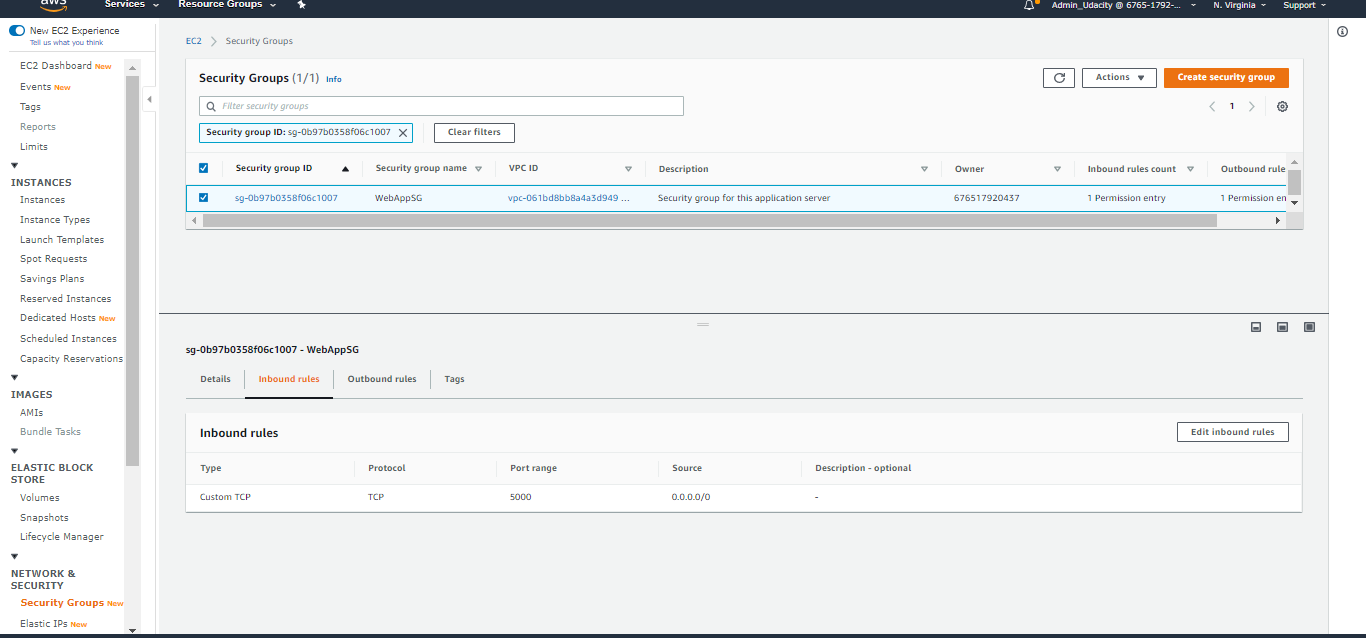 aws Services Resource Groups Admin_Udacity @ 6765-1792-... N. Virginia Support
New EC2 Experience
Tell us what you think
EC2 Dashboard New
Events New
Tags
Reports
Limits
INSTANCES
Instances
Instance Types
Launch Templates
Spot Requests
Savings Plans
Reserved Instances
Dedicated Hosts New
Scheduled Instances
Capacity Reservations
IMAGES
AMIs
Bundle Tasks
ELASTIC BLOCK
STORE
Volumes
Snapshots
Lifecycle Manager
NETWORK &
SECURITY
Security Groups New
Elastic IPs New
EC2 > Security Groups
Security Groups (1/1) Info
Actions
Create security group
Filter security groups
1
Security group ID: sg-0b97b0358f06c1007
Clear filters
Security group ID Security group name VPC ID Description Owner Inbound rules count Outbound rule
sg-0b97b0358f06c1007 WebAppSG vpc-061bd8bb8a4a3d949 ... Security group for this application server 676517920437 1 Permission entry 1 Permission en
sg-0b97b0358f06c1007 - WebAppSG
Details Inbound rules Outbound rules Tags
Inbound rules
Edit inbound rules
Type Protocol Port range Source Description - optional
Custom TCP TCP 5000 0.0.0.0/0 -